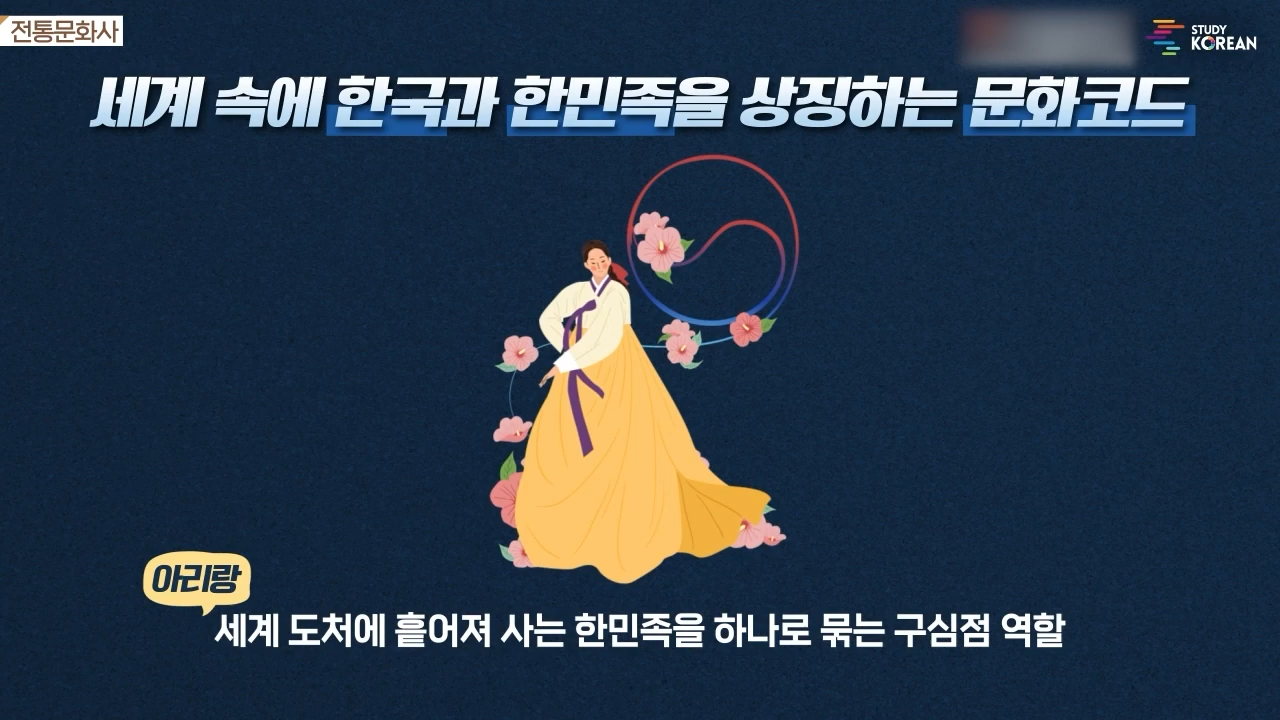 전통문화사
STUDY
KOREAN
세계 속에 한국과 한민족을 상징하는 문화코드
아리랑
세계 도처에 흩어져 사는 한민족을 하나로 묶는 구심점 역할